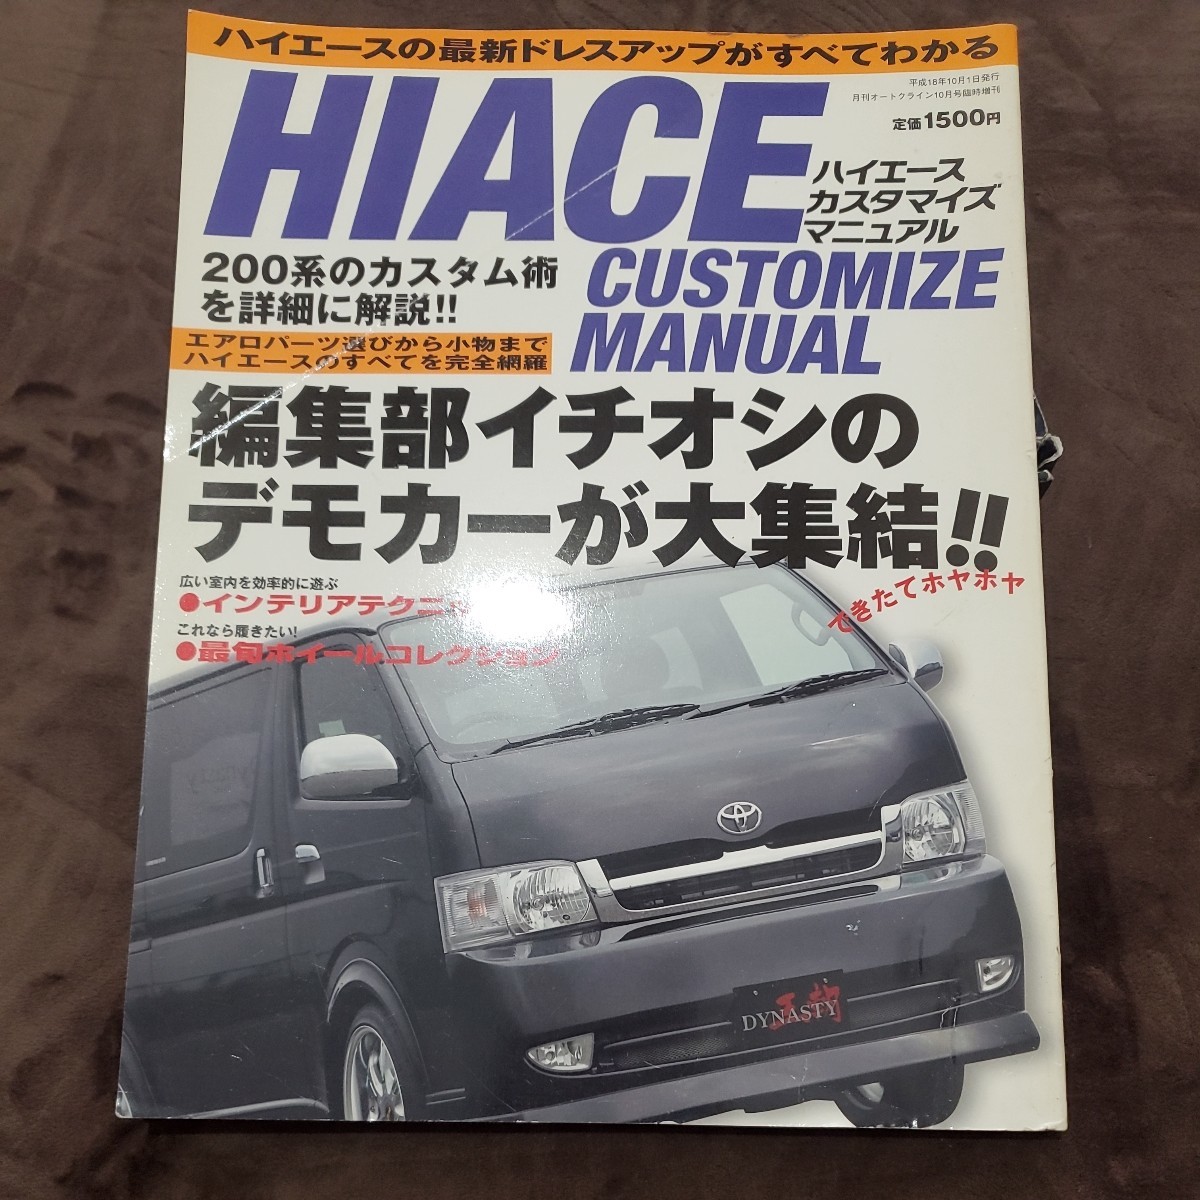 ハイエースの最新ドレスアップがすべてわかる
平成18年10月1日発行
月刊オートクライン10月号臨時増刊
定価1500円
HIACE
ハイエース
カスタマイズ
マニュアル
CUSTOMIZE
MANUAL
200系のカスタム術
を詳細に解説!!
エアロパーツ選びから小物まで
ハイエースのすべてを完全網羅
編集部イチオシの
デモカーが大集結!!
できたてホヤホヤ
広い室内を効率的に遊ぶ
●インテリアテクニッ
これなら履きたい!
●最旬ホイールコレクション
DYNASTY